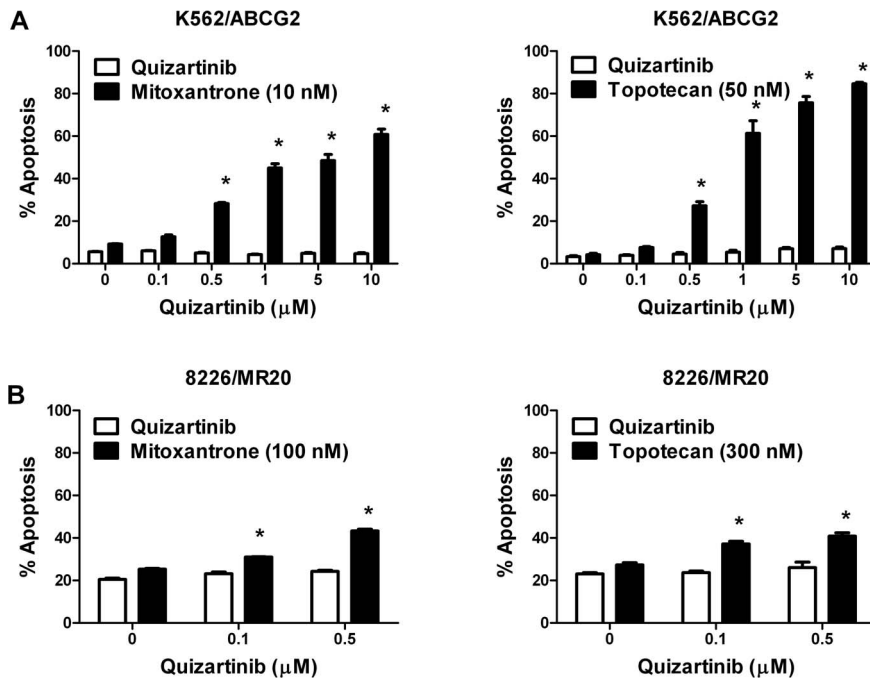 A
K562/ABCG2
Quizartinib
Mitoxantrone (10 nM)
% Apoptosis
100
80
60
40
20
0
* * * *
0 0.1 0.5 1 5 10
Quizartinib (μM)
K562/ABCG2
Quizartinib
Topotecan (50 nM)
% Apoptosis
100
80
60
40
20
0
* * * *
0 0.1 0.5 1 5 10
Quizartinib (μM)
B
8226/MR20
Quizartinib
Mitoxantrone (100 nM)
% Apoptosis
100
80
60
40
20
0
* *
0 0.1 0.5
Quizartinib (μM)
8226/MR20
Quizartinib
Topotecan (300 nM)
% Apoptosis
100
80
60
40
20
0
* *
0 0.1 0.5
Quizartinib (μM)